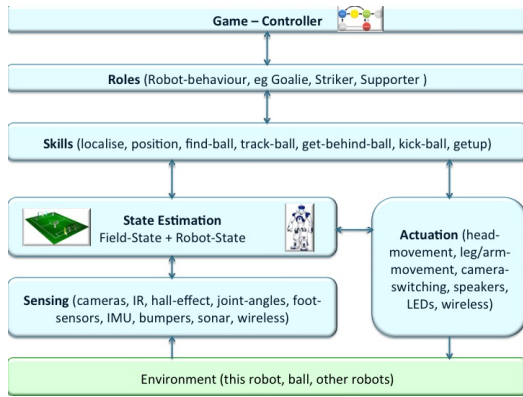 Game – Controller
Roles (Robot-behaviour, eg Goalie, Striker, Supporter )
Skills (localise, position, find-ball, track-ball, get-behind-ball, kick-ball, getup)
State Estimation
Field-State + Robot-State
Actuation (head-
movement, leg/arm-
movement, camera-
switching, speakers,
LEDs, wireless)
Sensing (cameras, IR, hall-effect, joint-angles, foot-
sensors, IMU, bumpers, sonar, wireless)
Environment (this robot, ball, other robots)